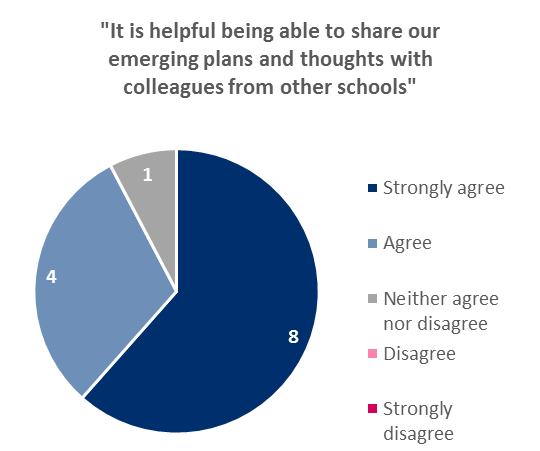 "It is helpful being able to share our
emerging plans and thoughts with
colleagues from other schools"
1
4
8
Strongly agree
Agree
Neither agree
nor disagree
Disagree
Strongly
disagree